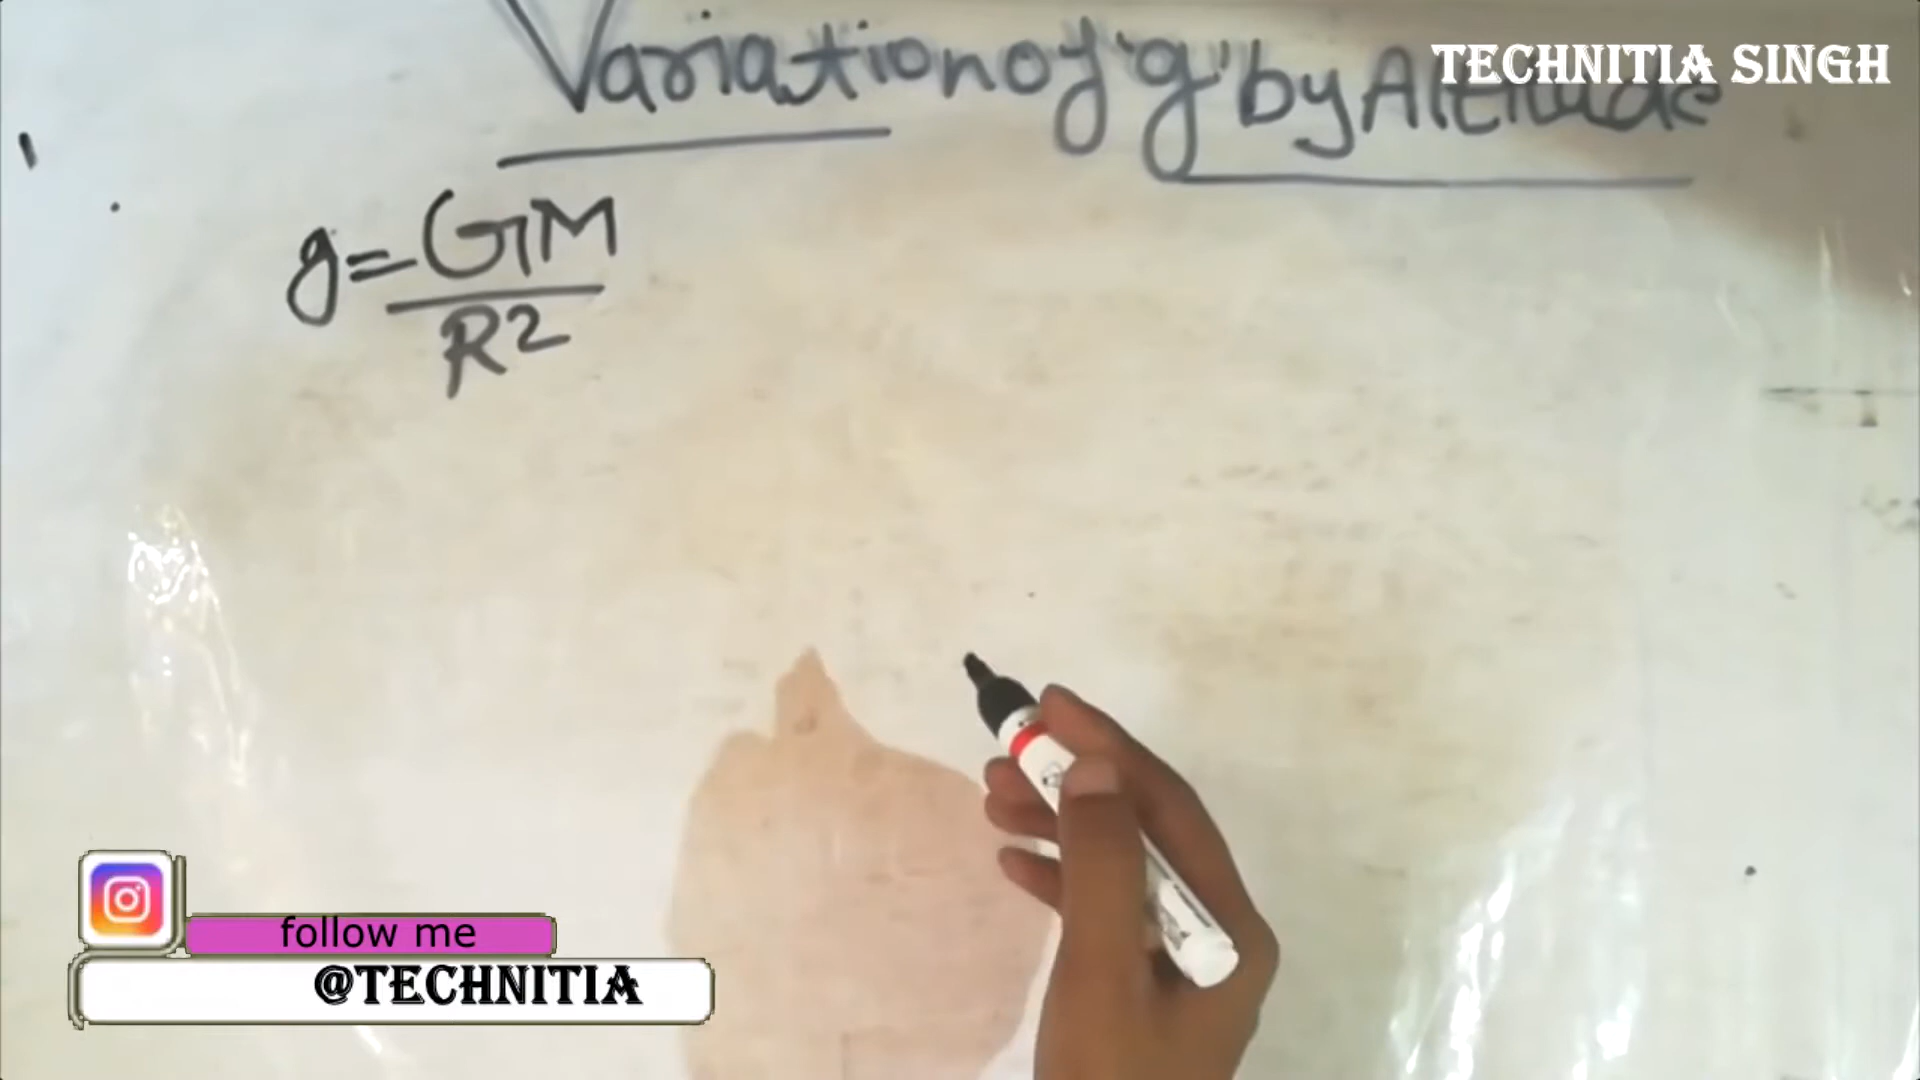 Variation of 'g' by Altitude
TECHNITIA SINGH
g = GM
R2
follow me
@TECHNITIA